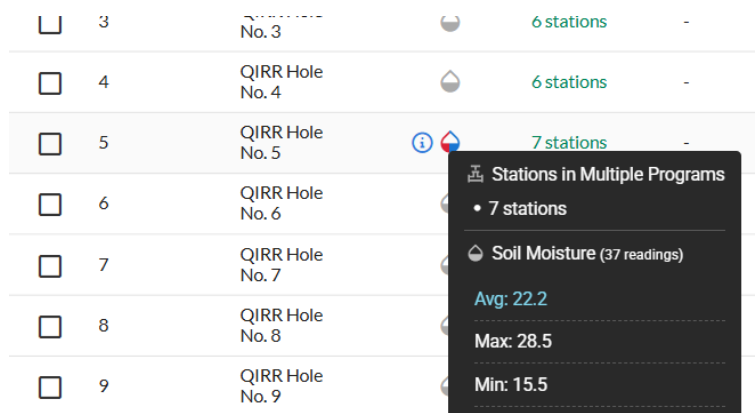 3
No. 3
6 stations
-
4
QIRR Hole
No. 4
6 stations
-
5
QIRR Hole
No. 5
7 stations
-
Stations in Multiple Programs
• 7 stations
6
QIRR Hole
No. 6
Soil Moisture (37 readings)
7
QIRR Hole
No. 7
Avg: 22.2
8
QIRR Hole
No. 8
Max: 28.5
9
QIRR Hole
No. 9
Min: 15.5